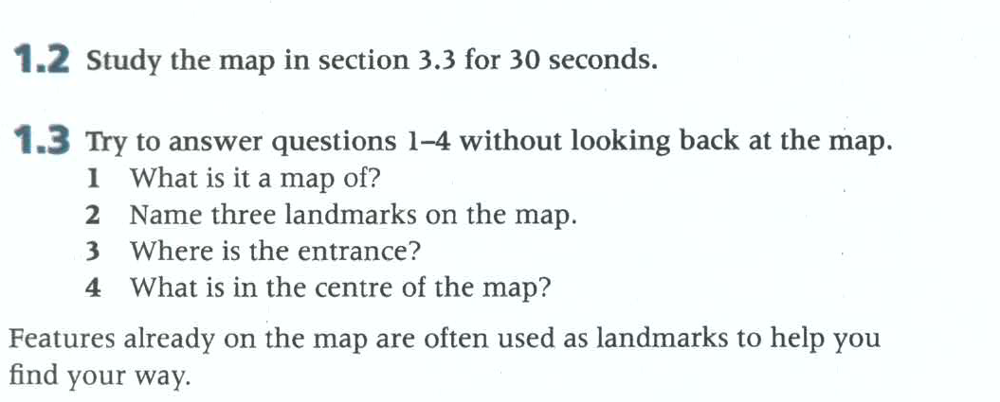 1.2 Study the map in section 3.3 for 30 seconds.
1.3 Try to answer questions 1–4 without looking back at the map.
1 What is it a map of?
2 Name three landmarks on the map.
3 Where is the entrance?
4 What is in the centre of the map?
Features already on the map are often used as landmarks to help you
find your way.